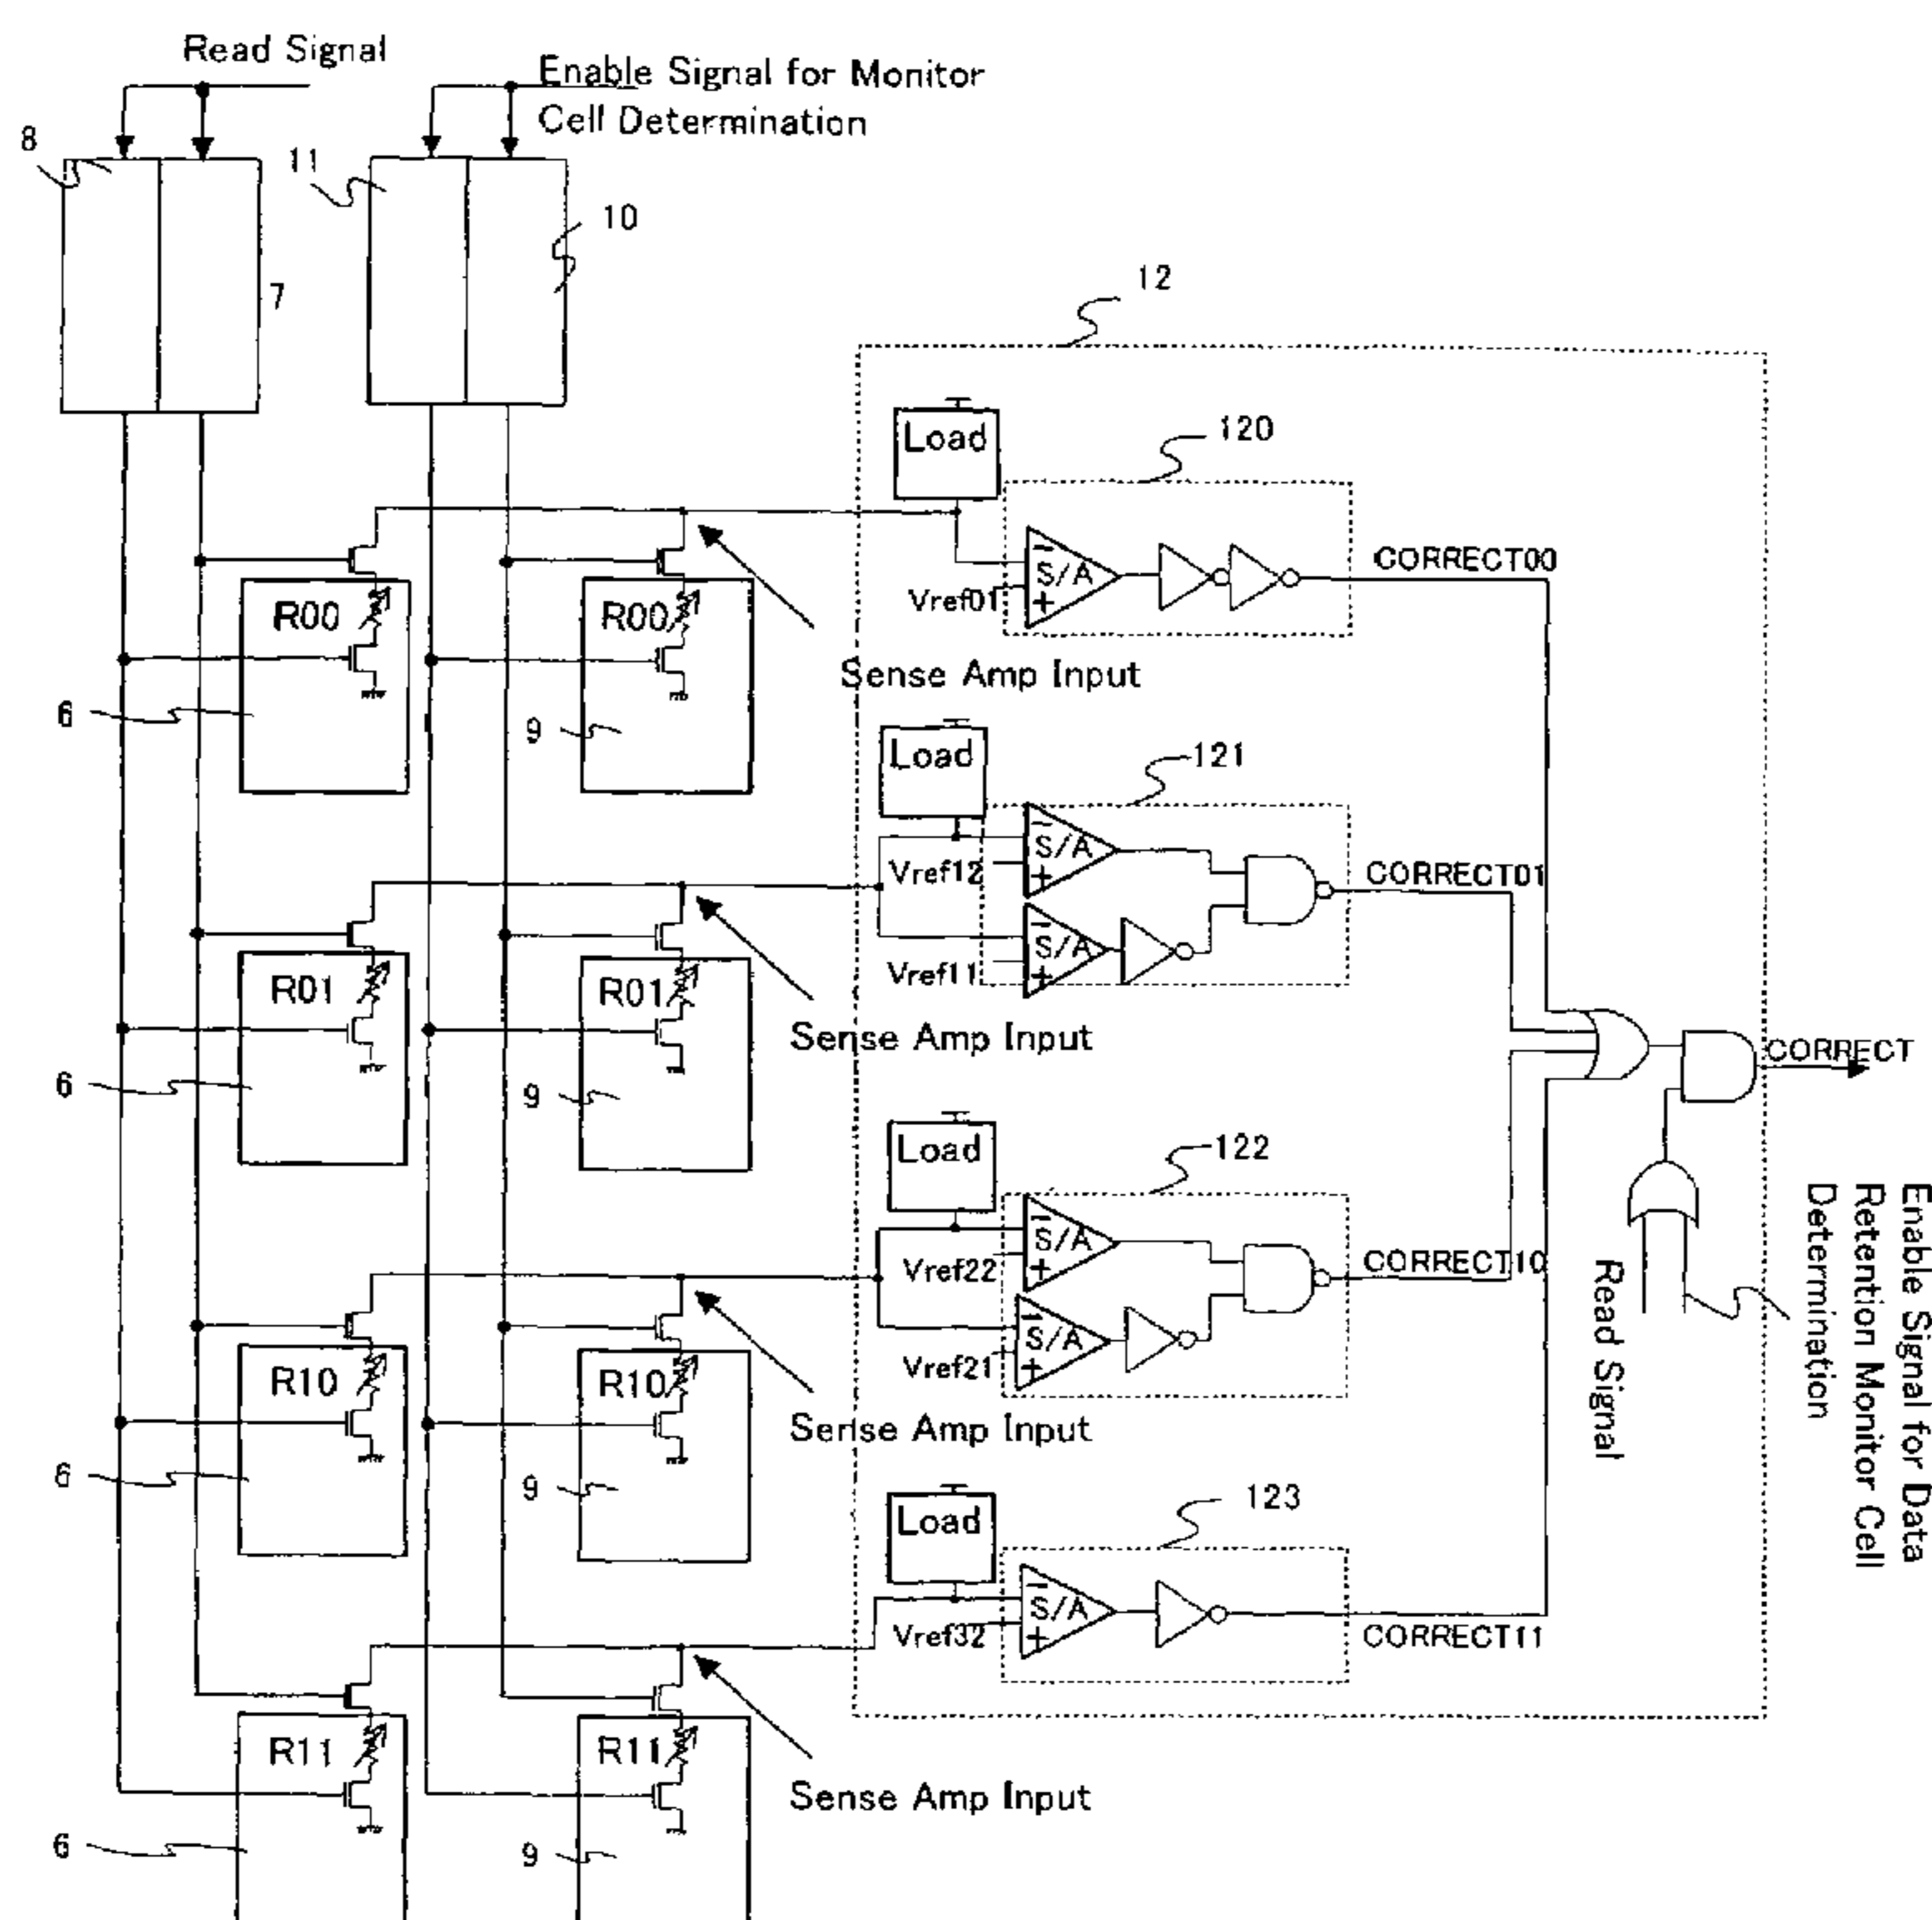 Read Signal
Enable Signal for Monitor
Cell Determination
8
11
10
7
12
Load
120
S/A
−
+
Vref01
CORRECT00
R00
R00
Sense Amp Input
6
9
Load
121
−
S/A
+
Vref12
CORRECT01
−
S/A
+
Vref11
R01
R01
Sense Amp Input
6
9
CORRECT
Load
122
−
S/A
+
Vref22
CORRECT10
−
S/A
+
Vref21
Read Signal
Enable Signal for Data
Retention Monitor Cell
Determination
R10
R10
Sense Amp Input
6
9
Load
123
−
S/A
+
Vref32
CORRECT11
R11
R11
Sense Amp Input
6
9